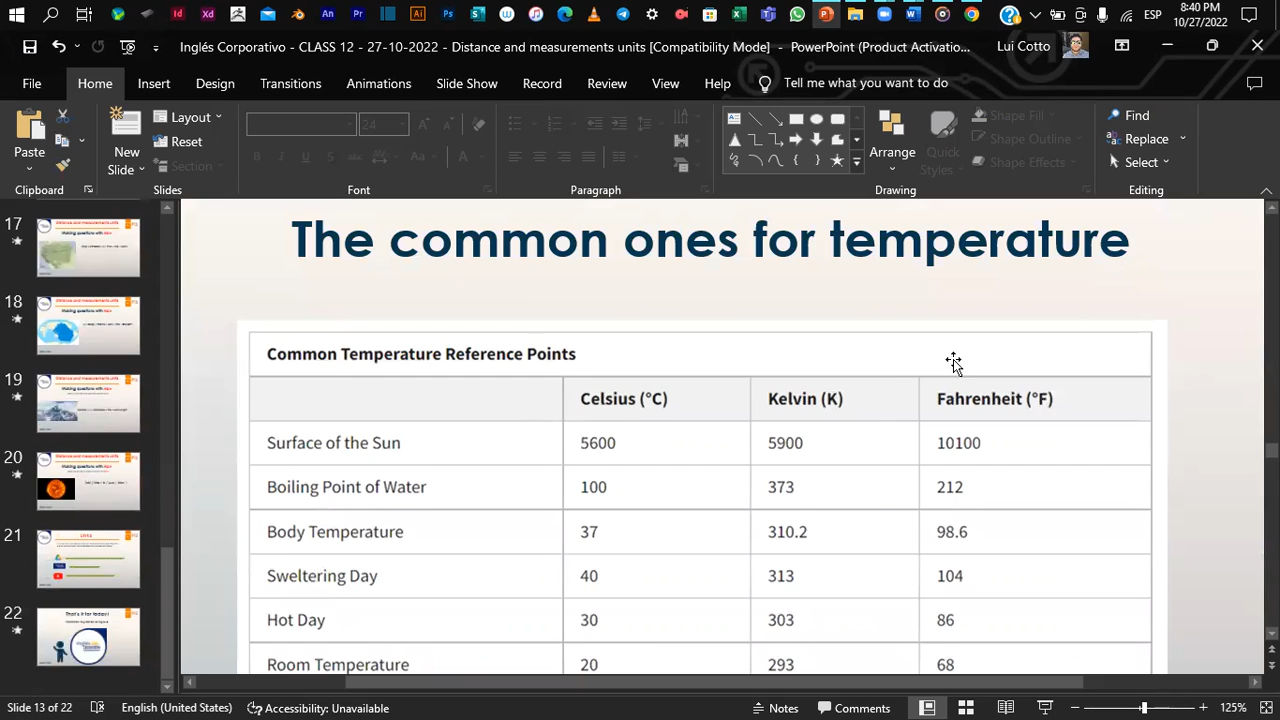 8:40 PM
ESP
10/27/2022
Inglés Corporativo - CLASS 12 - 27-10-2022 - Distance and measurements units [Compatibility Mode] - PowerPoint (Product Activatio...
Lui Cotto
File Home Insert Design Transitions Animations Slide Show Record Review View Help Tell me what you want to do
Paste
New Slide
Layout
Reset
Section
24
Arrange
Quick Styles
Shape Fill
Shape Outline
Shape Effects
Find
Replace
Select
Clipboard Slides Font Paragraph Drawing Editing
17
18
19
20
21
22
That's it for today!
The common ones for temperature
Common Temperature Reference Points
Celsius (°C) Kelvin (K) Fahrenheit (°F)
Surface of the Sun 5600 5900 10100
Boiling Point of Water 100 373 212
Body Temperature 37 310.2 98.6
Sweltering Day 40 313 104
Hot Day 30 303 86
Room Temperature 20 293 68
Slide 13 of 22 English (United States) Accessibility: Unavailable Notes Comments 125%